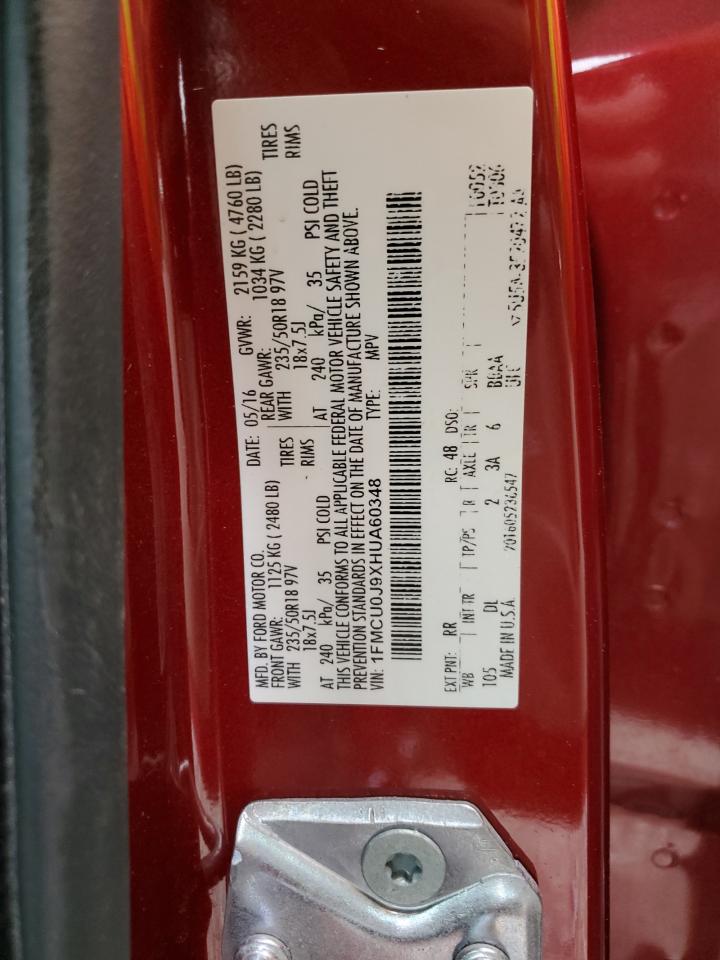 MFD. BY FORD MOTOR CO. DATE: 05/16 GVWR: 2159 KG ( 4760 LB)
FRONT GAWR: 1125 KG ( 2480 LB) REAR GAWR: 1034 KG ( 2280 LB)
WITH 235/50R18 97V TIRES WITH 235/50R18 97V TIRES
18x7.5J RIMS 18x7.5J RIMS
AT 240 kPa/ 35 PSI COLD AT 240 kPa/ 35 PSI COLD
THIS VEHICLE CONFORMS TO ALL APPLICABLE FEDERAL MOTOR VEHICLE SAFETY AND THEFT
PREVENTION STANDARDS IN EFFECT ON THE DATE OF MANUFACTURE SHOWN ABOVE.
VIN: 1FMCU0J9XHUA60348 TYPE: MPV
EXT PNT: RR RC: 48 DSO:
WB INT TR TP/PS R AXLE TR SPR
105 DL 2 3A 6 BBAA
MADE IN U.S.A.